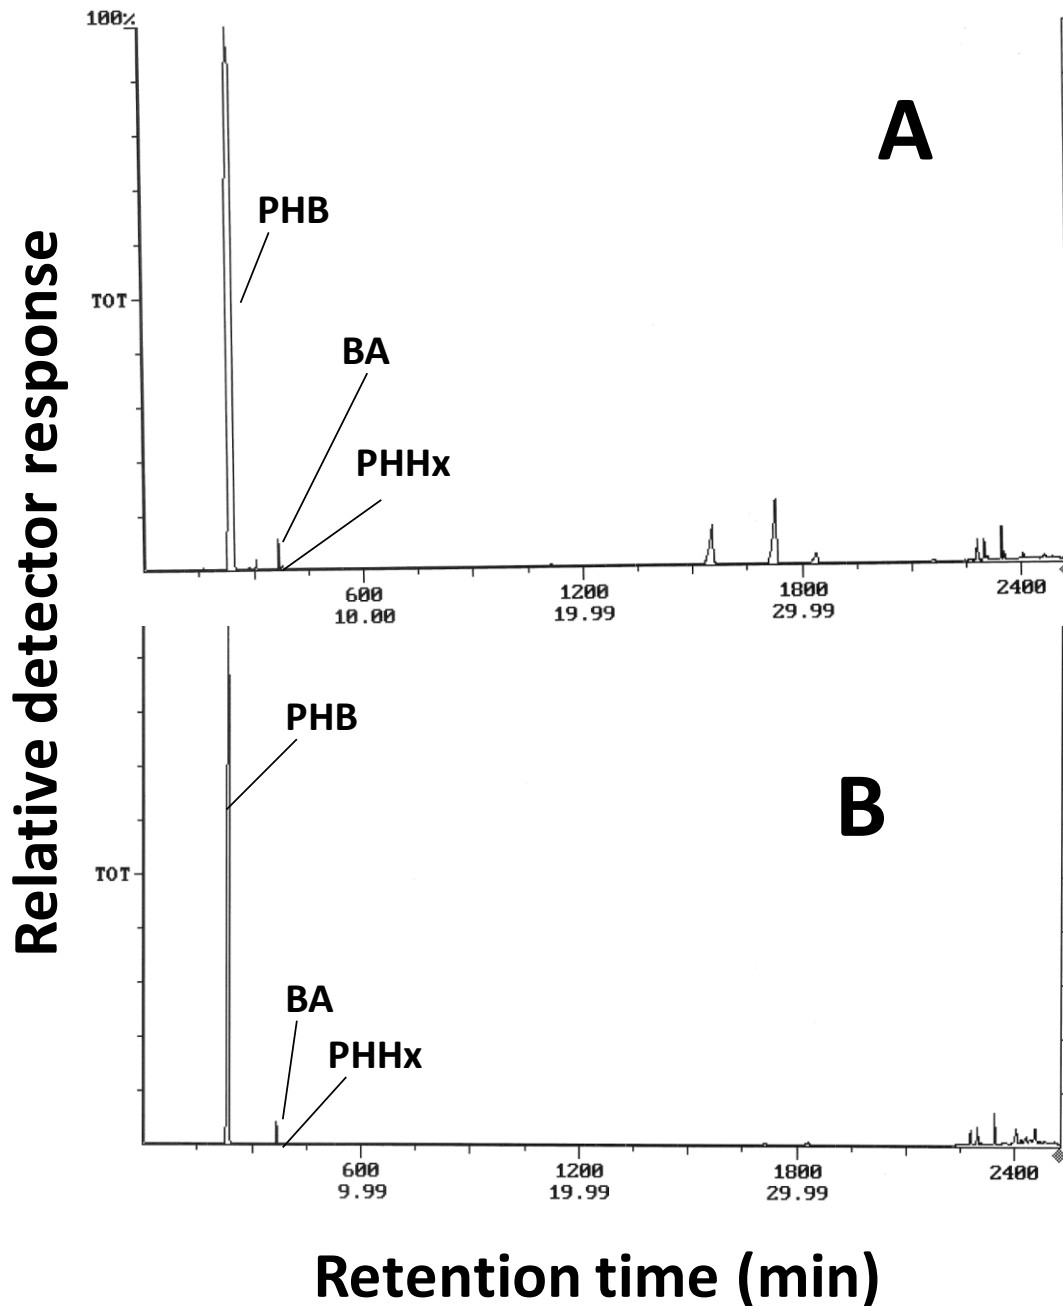 Relative detector response
100%
A
PHB
TOT
BA
PHHx
600 1200 1800 2400
10.00 19.99 29.99
PHB
B
TOT
BA
PHHx
600 1200 1800 2400
9.99 19.99 29.99
Retention time (min)